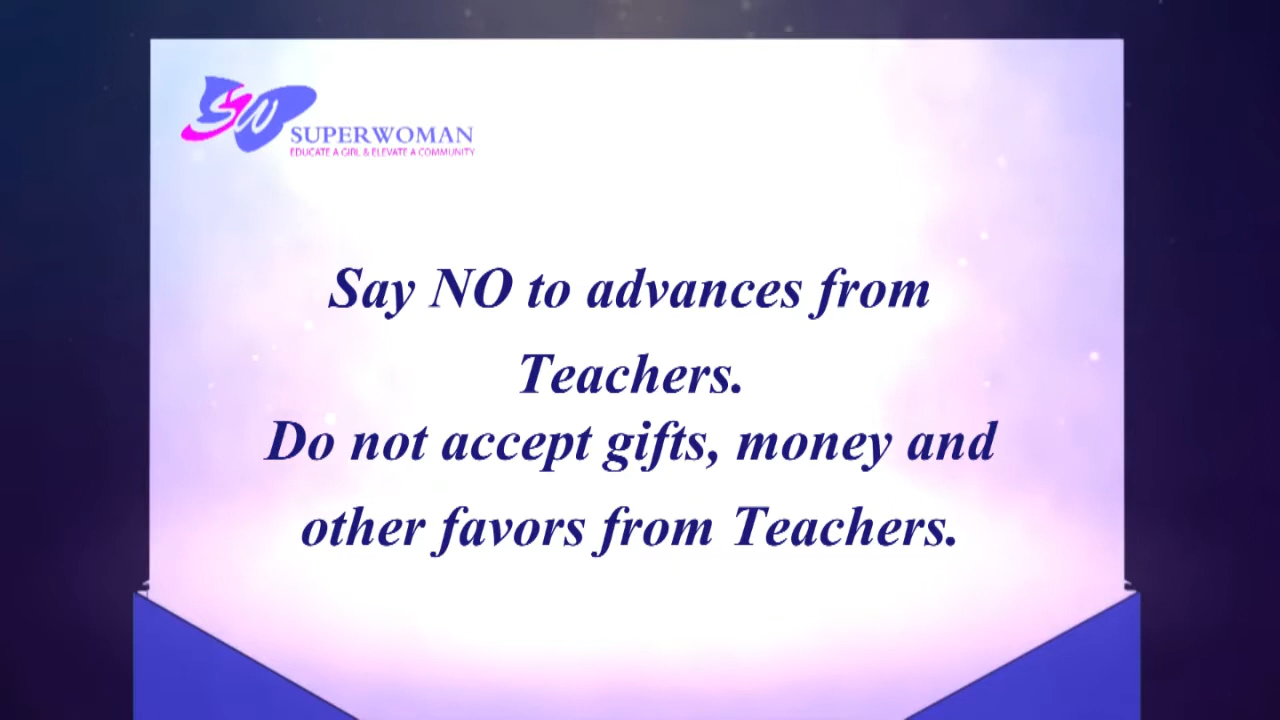 SW
SUPERWOMAN
EDUCATE A GIRL & ELEVATE A COMMUNITY
Say NO to advances from
Teachers.
Do not accept gifts, money and
other favors from Teachers.